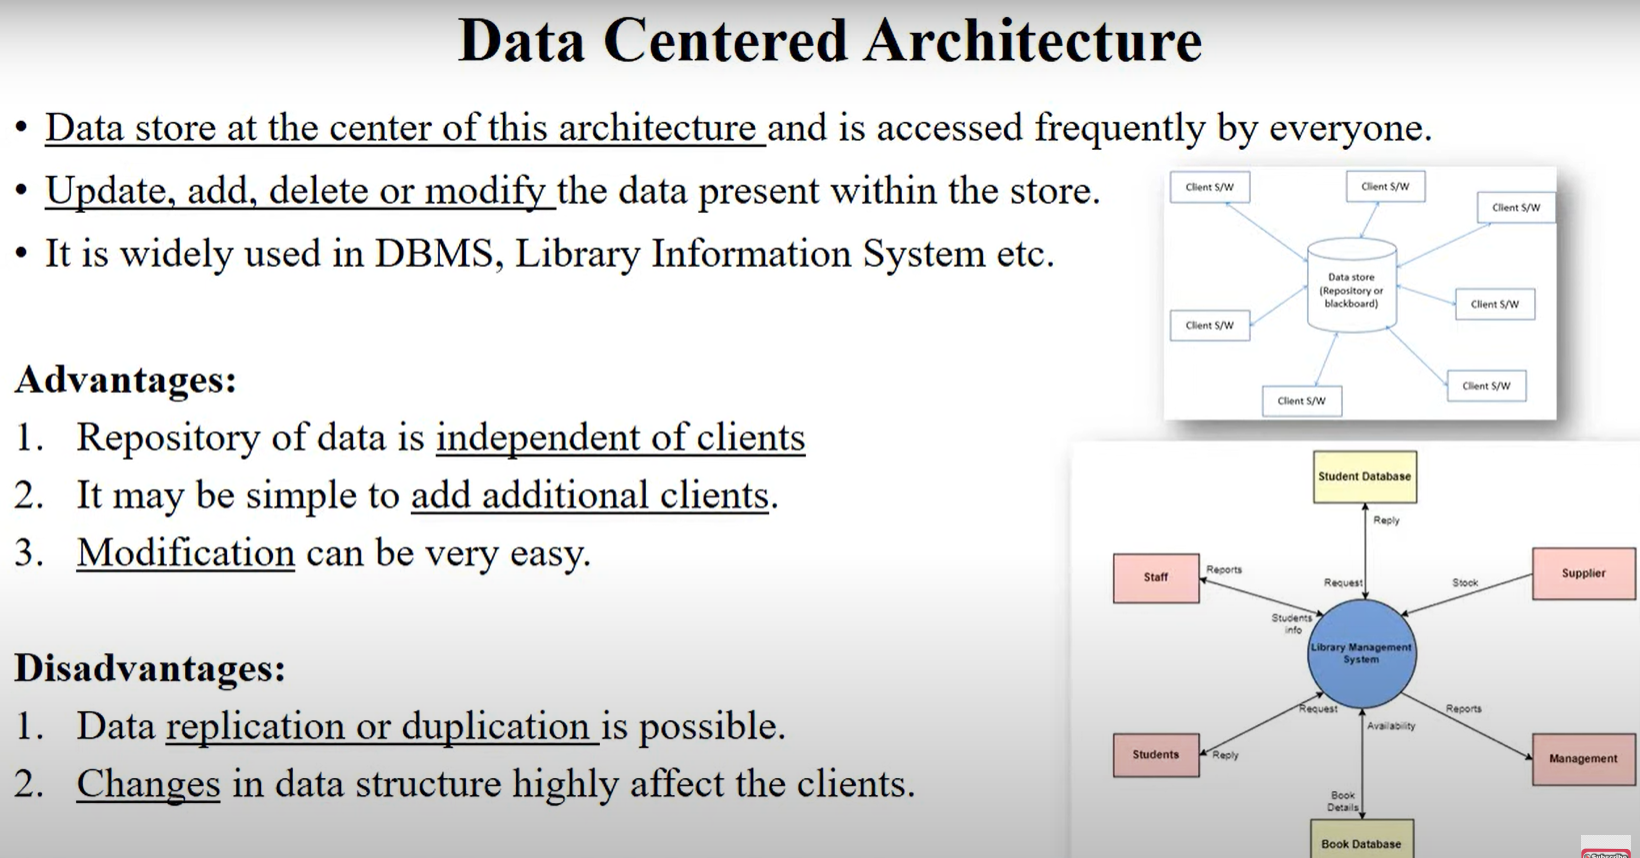 Data Centered Architecture
• Data store at the center of this architecture and is accessed frequently by everyone.
• Update, add, delete or modify the data present within the store.
• It is widely used in DBMS, Library Information System etc.
Advantages:
1. Repository of data is independent of clients
2. It may be simple to add additional clients.
3. Modification can be very easy.
Disadvantages:
1. Data replication or duplication is possible.
2. Changes in data structure highly affect the clients.
Client S/W
Client S/W
Client S/W
Data store
(Repository or
blackboard)
Client S/W
Client S/W
Client S/W
Client S/W
Student Database
Reply
Request
Staff
Reports
Students
info
Supplier
Stock
Library Management
System
Request
Reply
Students
Availability
Book
Details
Reports
Management
Book Database
Subscribe